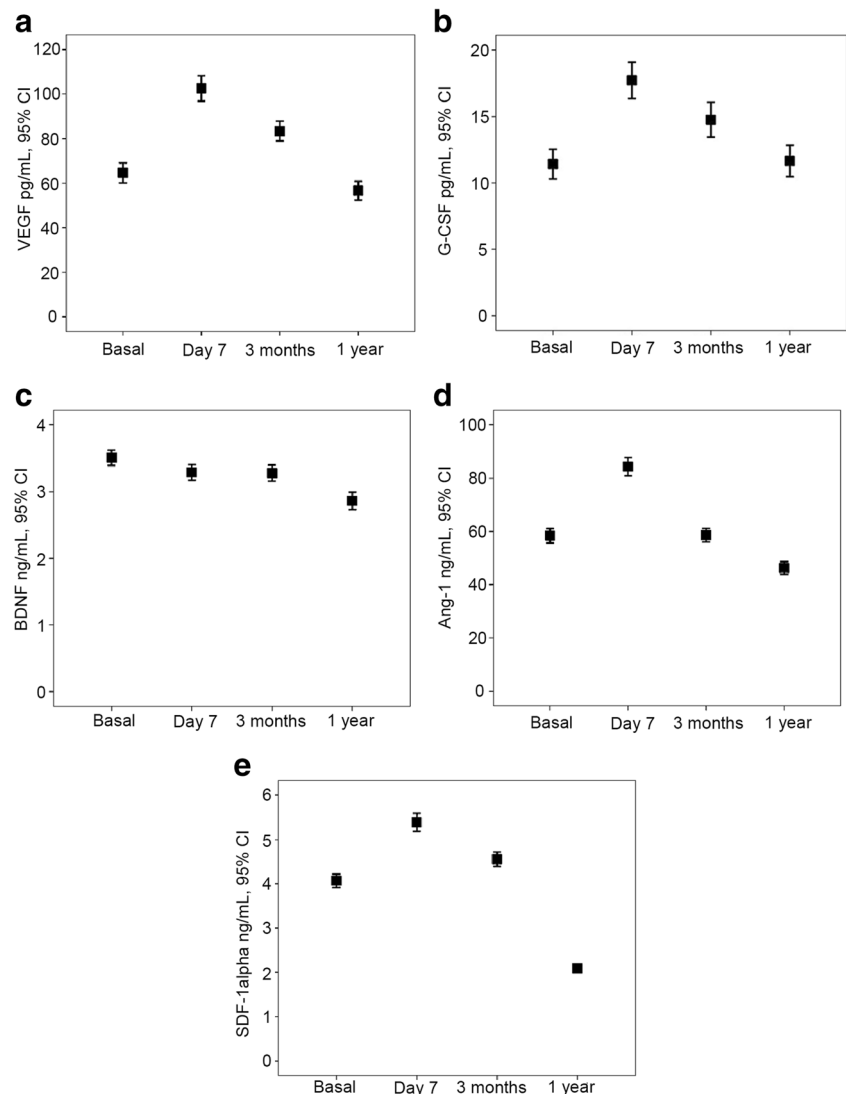 a
VEGF pg/mL, 95% CI
120
100
80
60
40
20
0
Basal Day 7 3 months 1 year
b
G-CSF pg/mL, 95% CI
20
15
10
5
0
Basal Day 7 3 months 1 year
c
BDNF ng/mL, 95% CI
4
3
2
1
0
Basal Day 7 3 months 1 year
d
Ang-1 ng/mL, 95% CI
100
80
60
40
20
0
Basal Day 7 3 months 1 year
e
SDF-1alpha ng/mL, 95% CI
6
5
4
3
2
1
0
Basal Day 7 3 months 1 year